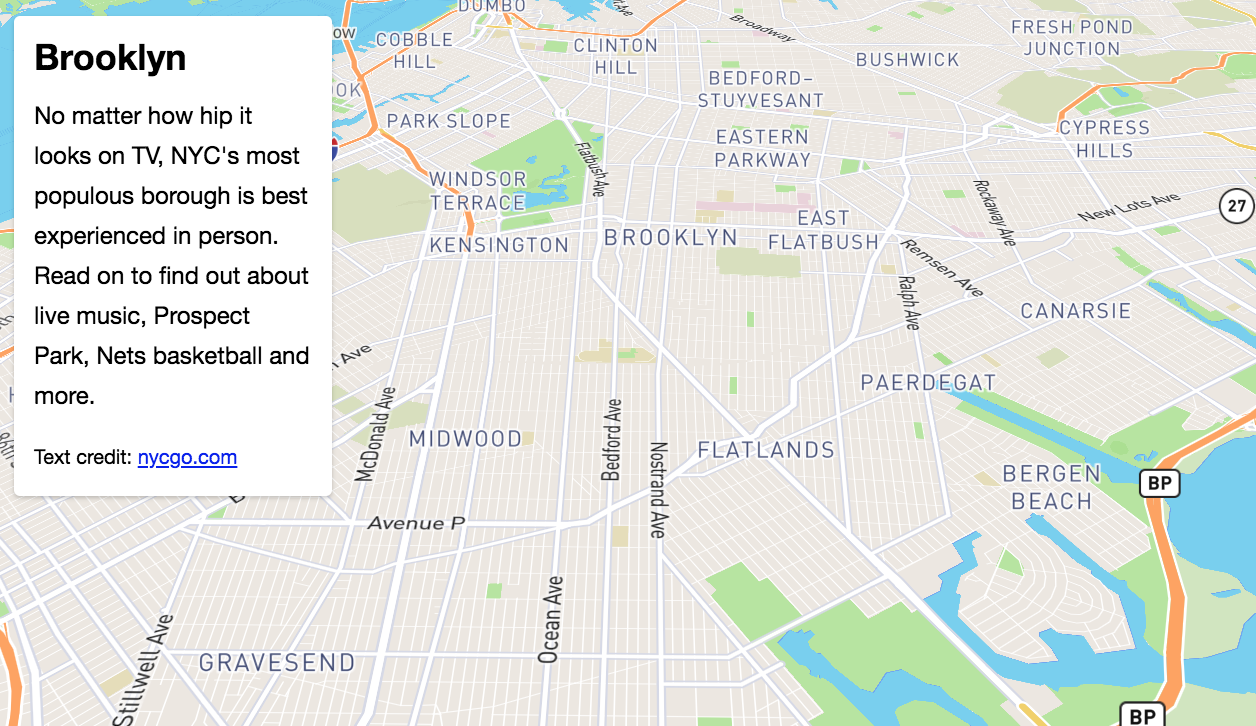 Brooklyn
No matter how hip it
looks on TV, NYC's most
populous borough is best
experienced in person.
Read on to find out about
live music, Prospect
Park, Nets basketball and
more.
Text credit: nycgo.com
DUMBO
Broadway
FRESH POND
JUNCTION
COBBLE
HILL
CLINTON
HILL
BUSHWICK
BEDFORD-
STUYVESANT
PARK SLOPE
EASTERN
PARKWAY
CYPRESS
HILLS
Flatbush Ave
WINDSOR
TERRACE
Rockaway Ave
New Lots Ave
27
KENSINGTON
BROOKLYN
EAST
FLATBUSH
Remsen Ave
Ralph Ave
CANARSIE
PAERDEGAT
McDonald Ave
MIDWOOD
Bedford Ave
Nostrand Ave
FLATLANDS
BERGEN
BEACH
BP
Avenue P
Ocean Ave
Stillwell Ave
GRAVESEND
BP